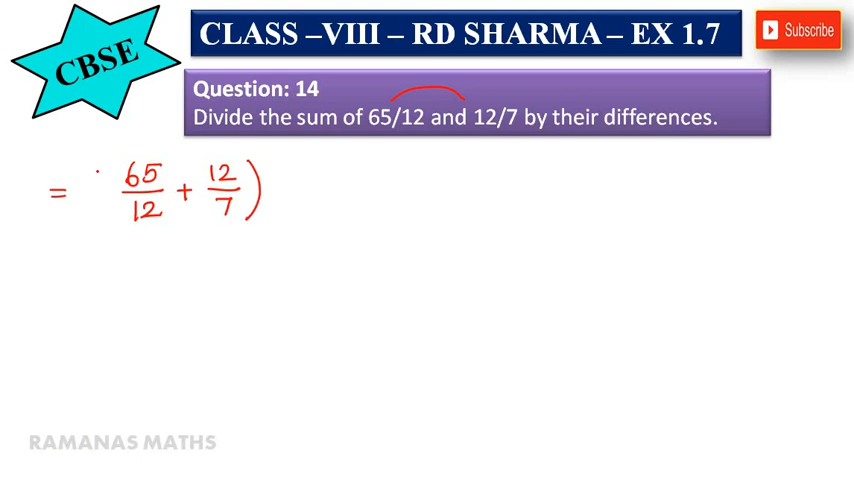 CBSE
CLASS –VIII – RD SHARMA – EX 1.7
Subscribe
Question: 14
Divide the sum of 65/12 and 12/7 by their differences.
= 65/12 + 12/7 )
RAMANAS MATHS